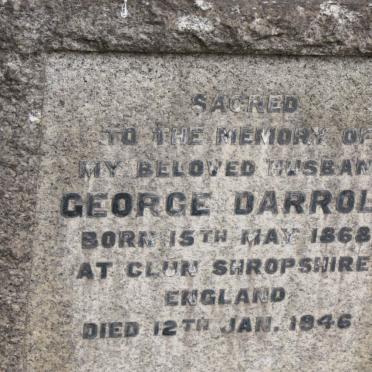 SACRED
TO THE MEMORY OF
MY BELOVED HUSBAN
GEORGE DARROL
BORN 15TH MAY 1868
AT CLUN SHROPSHIRE
ENGLAND
DIED 12TH JAN. 1946